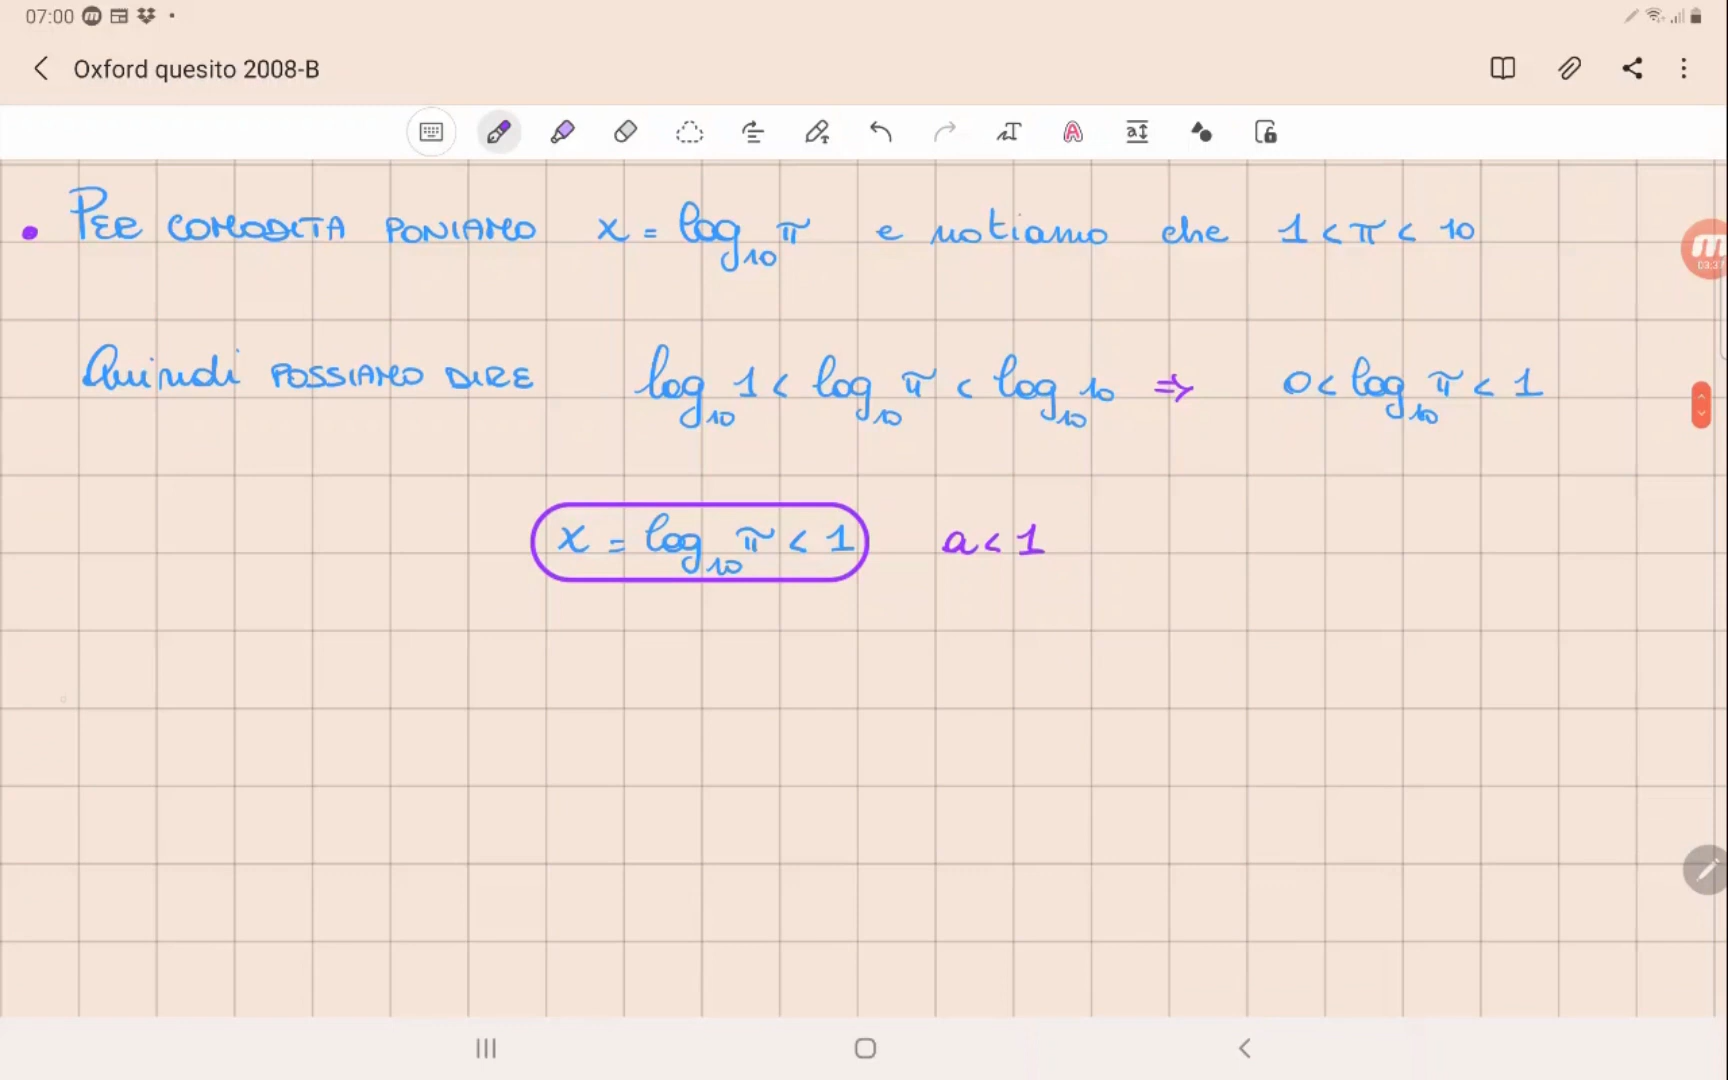 07:00
Oxford quesito 2008-B
• PER COMODITA PONIAMO x = log₁₀ π e notiamo che 1 < π < 10
Quindi POSSIAMO DIRE log₁₀ 1 < log₁₀ π < log₁₀ 10 ⇒ 0 < log₁₀ π < 1
x = log₁₀ π < 1 a < 1